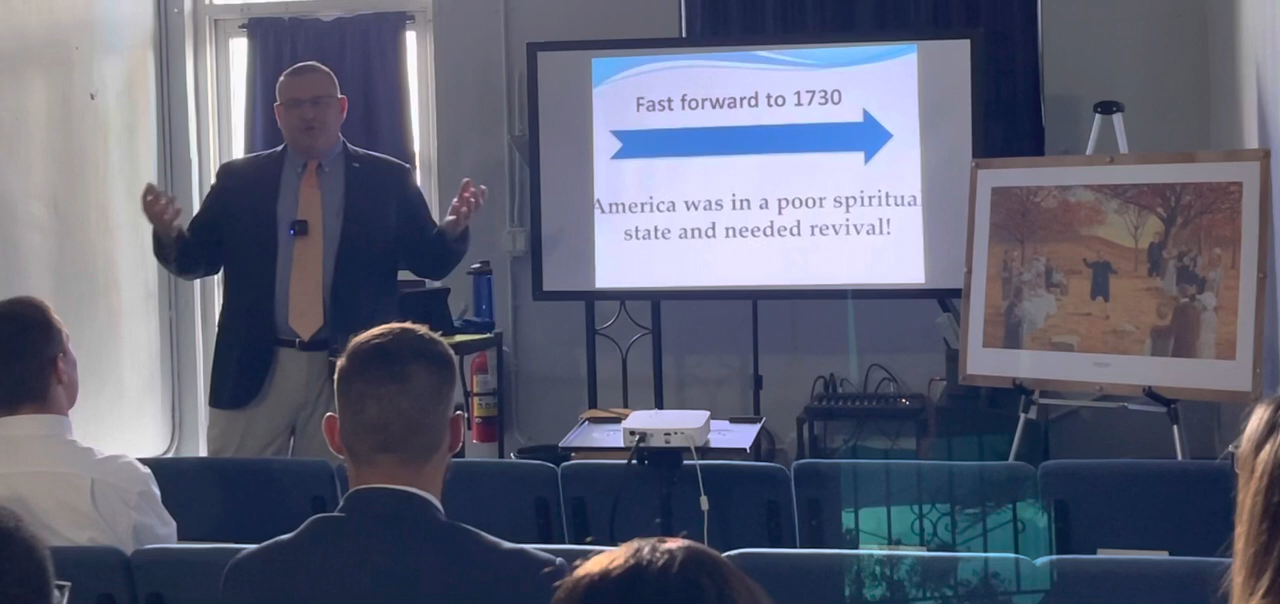 Fast forward to 1730
America was in a poor spiritual
state and needed revival!